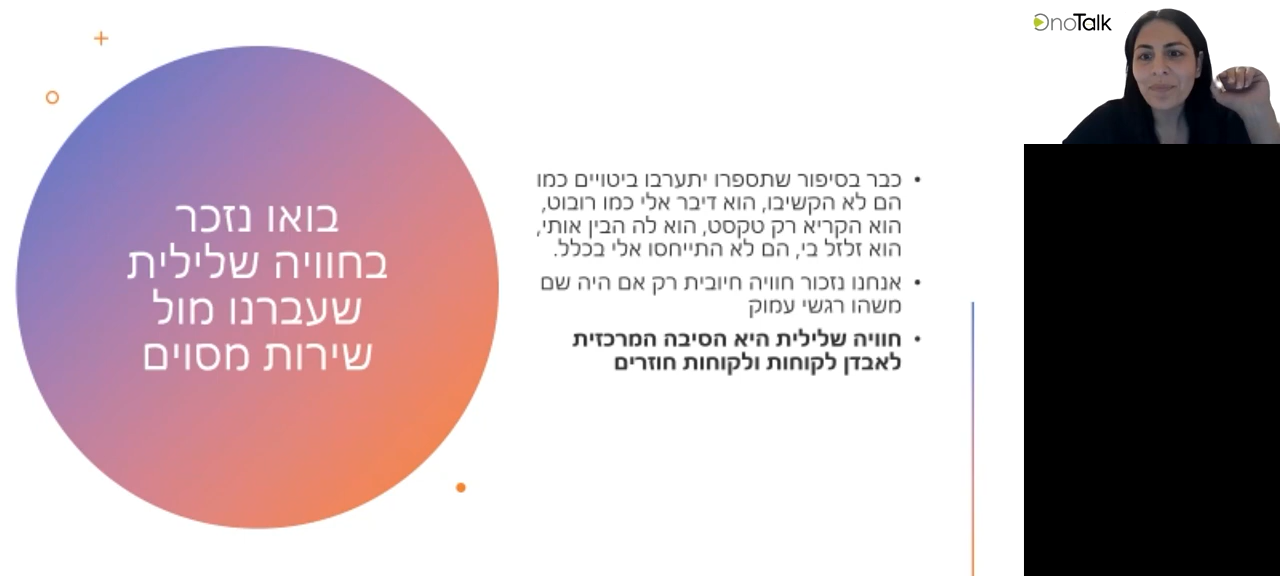 OnoTalk
בואו נזכר
בחוויה שלילית
שעברנו מול
שירות מסוים
• כבר בסיפור שתספרו יתערבו ביטויים כמו
הם לא הקשיבו, הוא דיבר אלי כמו רובוט,
הוא הקריא רק טקסט, הוא לה הבין אותי,
הוא זלזל בי, הם לא התייחסו אלי בכלל.
• אנחנו נזכור חוויה חיובית רק אם היה שם
משהו רגשי עמוק
• חוויה שלילית היא הסיבה המרכזית
לאבדן לקוחות ולקוחות חוזרים